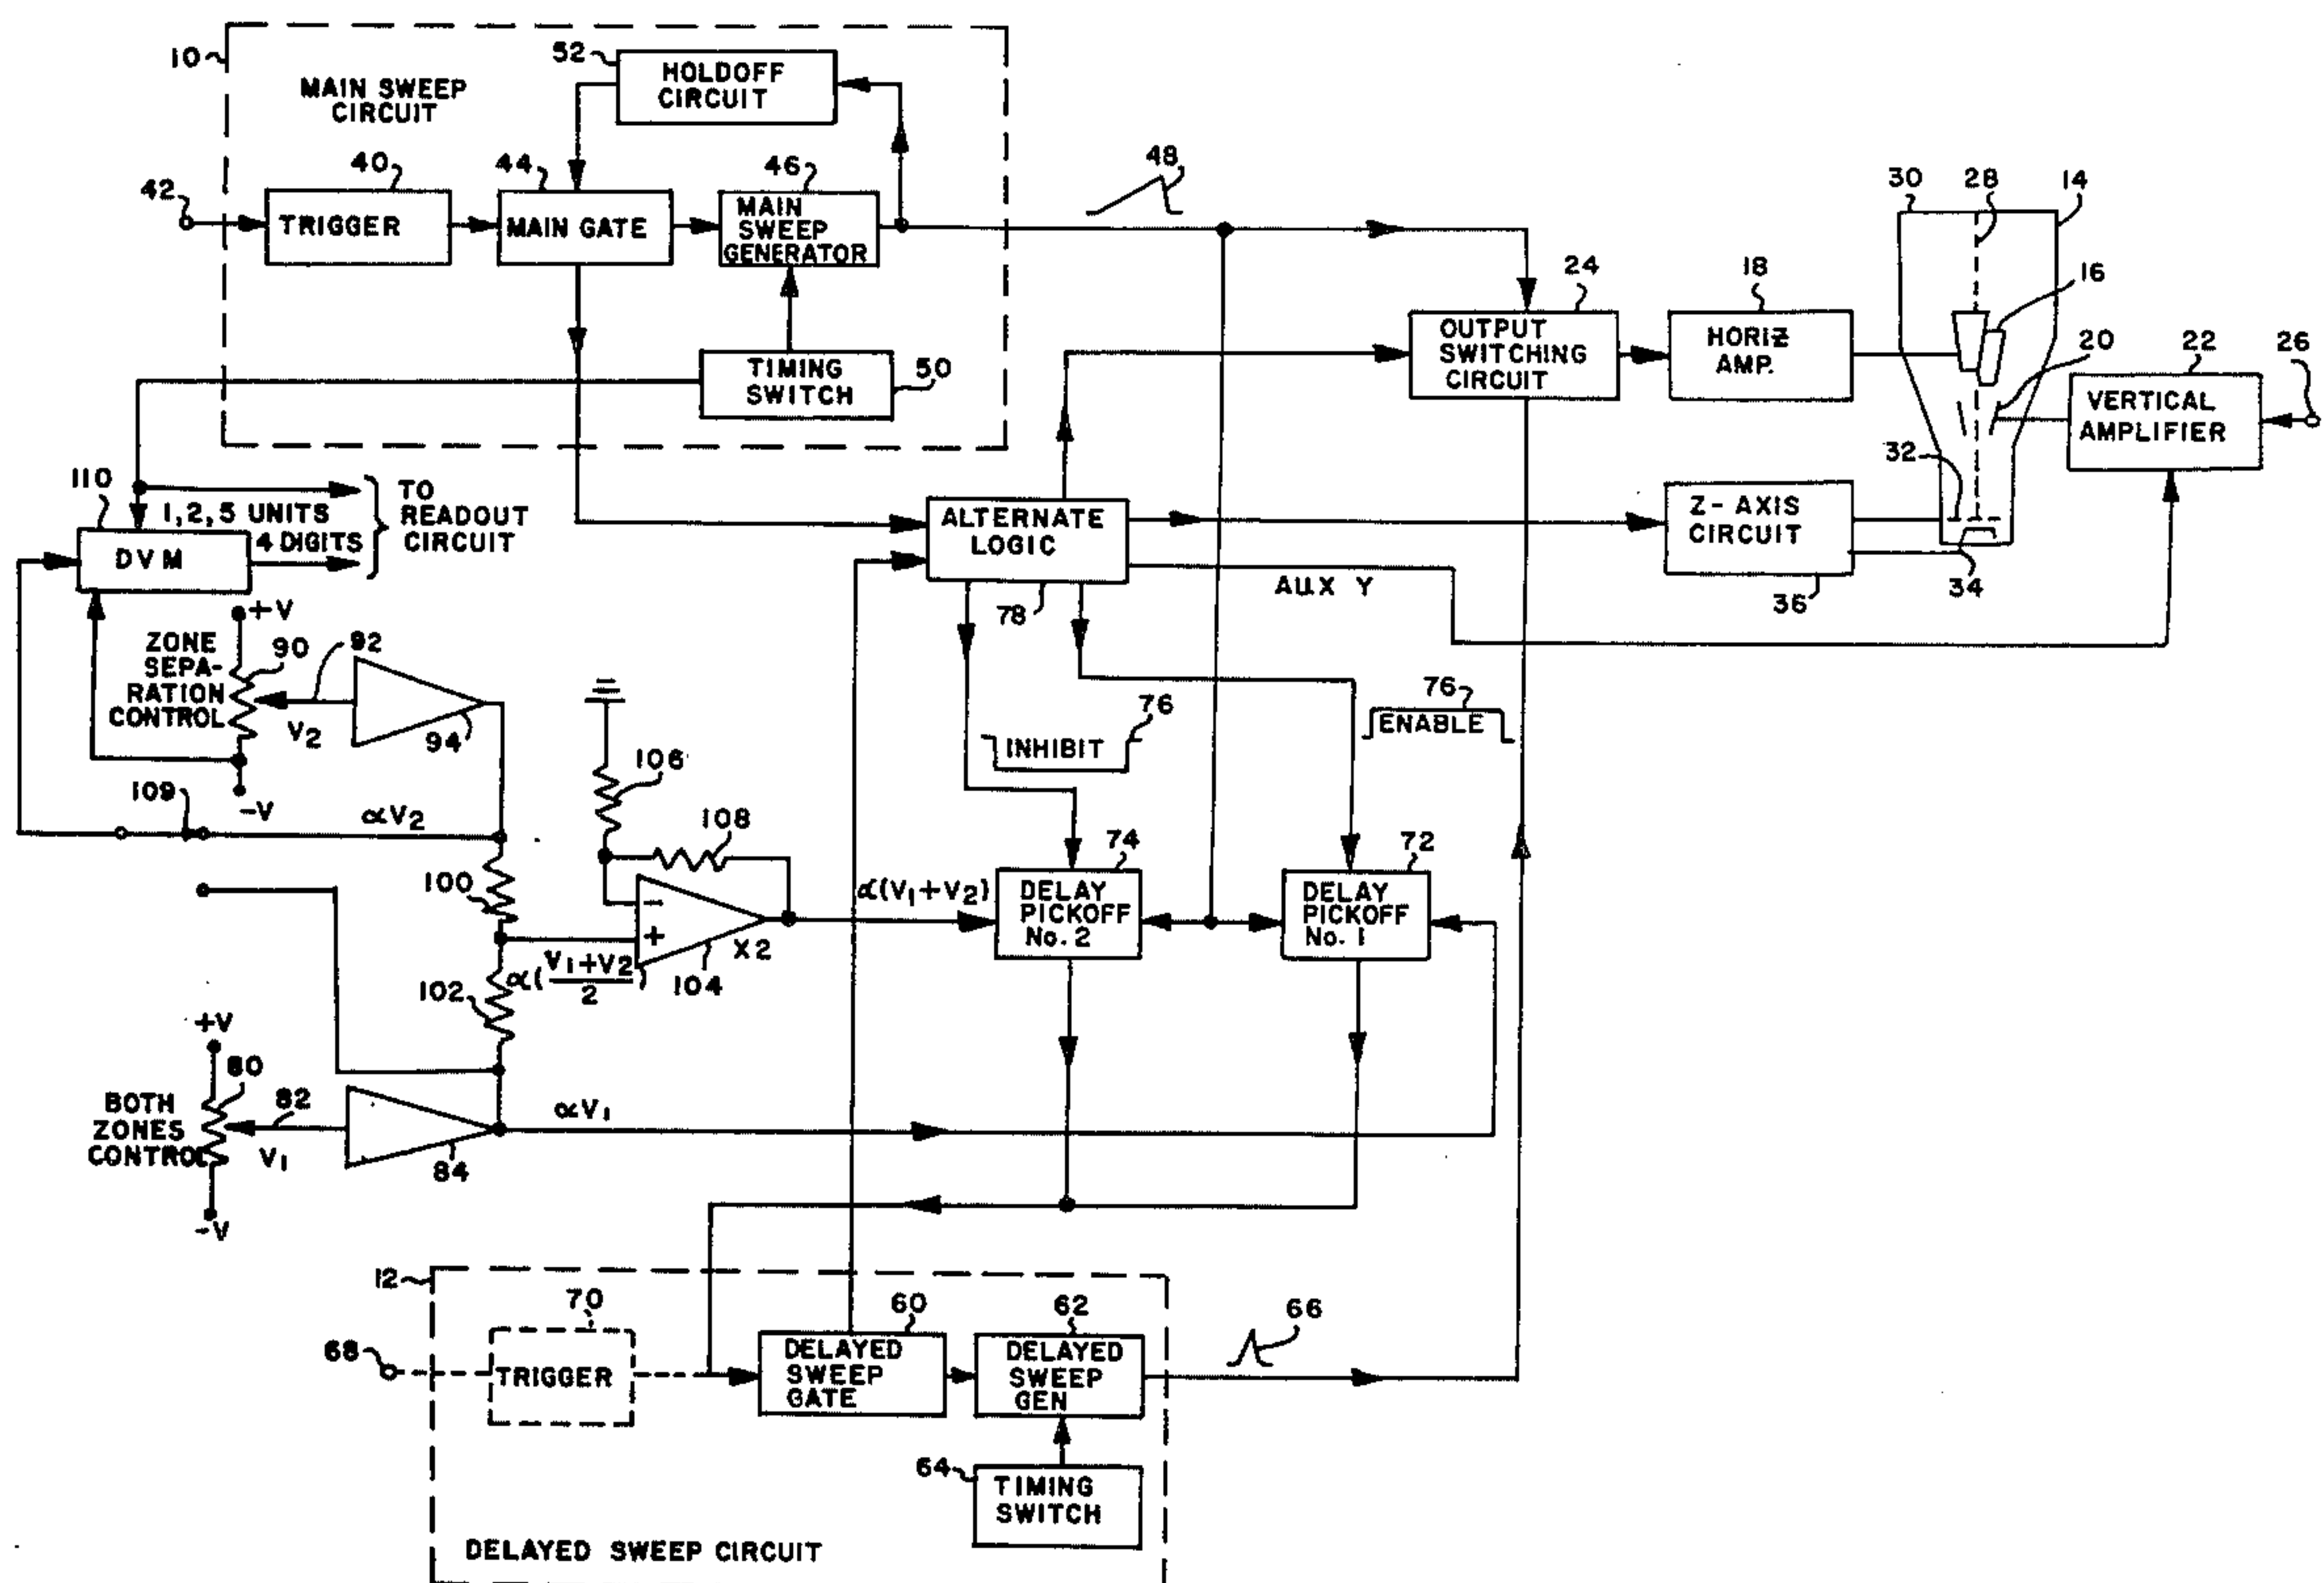 10
MAIN SWEEP
CIRCUIT
52
HOLDOFF
CIRCUIT
42
40
TRIGGER
44
MAIN GATE
46
MAIN
SWEEP
GENERATOR
48
TIMING
SWITCH
50
24
OUTPUT
SWITCHING
CIRCUIT
18
HORIZ
AMP.
30
28
14
16
20
22
VERTICAL
AMPLIFIER
26
32
Z-AXIS
CIRCUIT
36
34
110
1, 2, 5 UNITS
4 DIGITS
TO
READOUT
CIRCUIT
DVM
ALTERNATE
LOGIC
78
AUX Y
+V
ZONE
SEPA-
RATION
CONTROL
90
92
V2
94
-V
109
αV2
106
108
INHIBIT
76
76
ENABLE
100
α(V1+V2)
74
DELAY
PICKOFF
No. 2
72
DELAY
PICKOFF
No. 1
-
+
X2
104
α(V1+V2/2)
102
+V
80
BOTH
ZONES
CONTROL
82
V1
84
αV1
-V
12
68
70
TRIGGER
60
DELAYED
SWEEP
GATE
62
DELAYED
SWEEP
GEN
66
64
TIMING
SWITCH
DELAYED SWEEP CIRCUIT